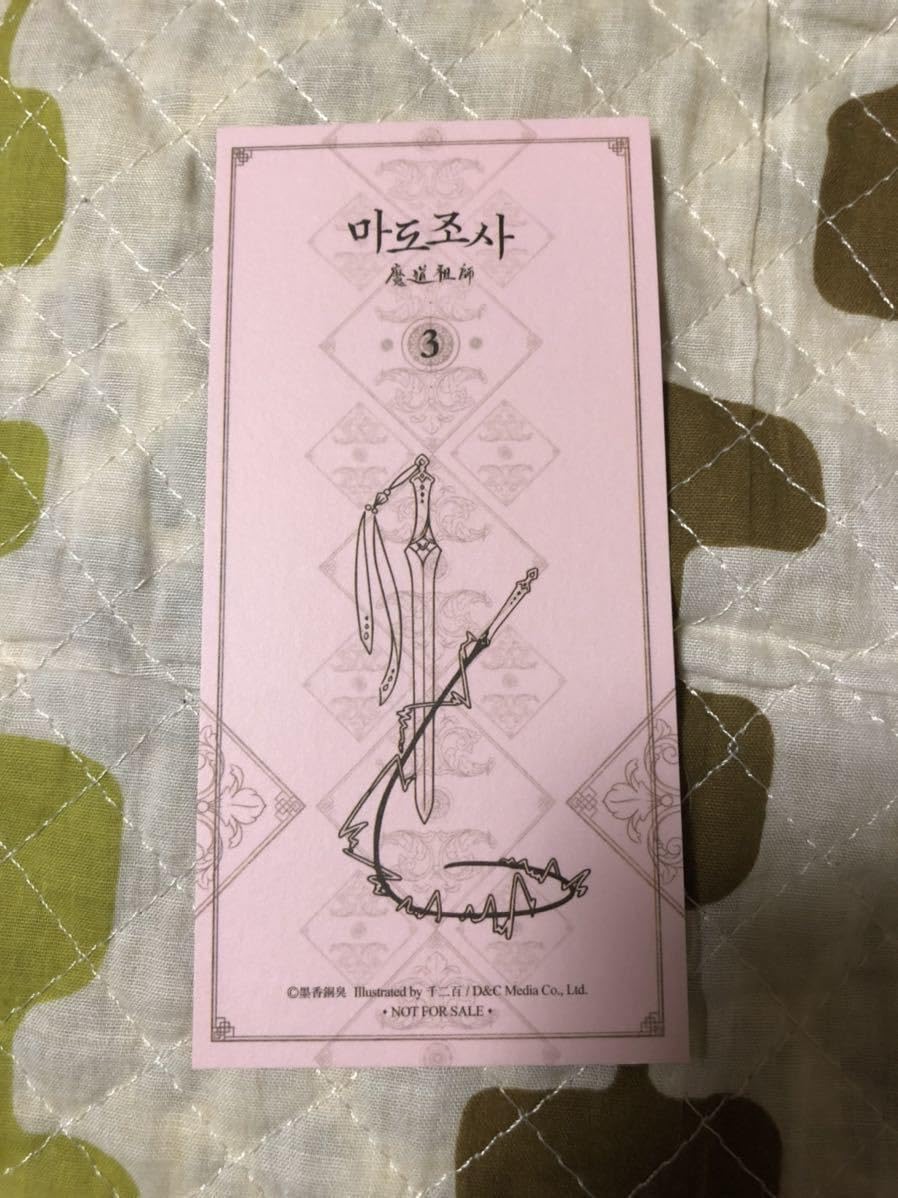 마도조사
魔道祖師
3
©墨香銅臭 Illustrated by 千二百 / D&C Media Co., Ltd.
• NOT FOR SALE •